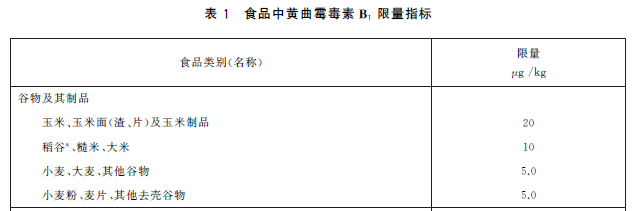 表 1 食品中黄曲霉毒素 B₁ 限量指标
食品类别(名称) 限量
μg /kg
谷物及其制品
玉米、玉米面(渣、片)及玉米制品 20
稻谷ᵃ、糙米、大米 10
小麦、大麦、其他谷物 5.0
小麦粉、麦片、其他去壳谷物 5.0